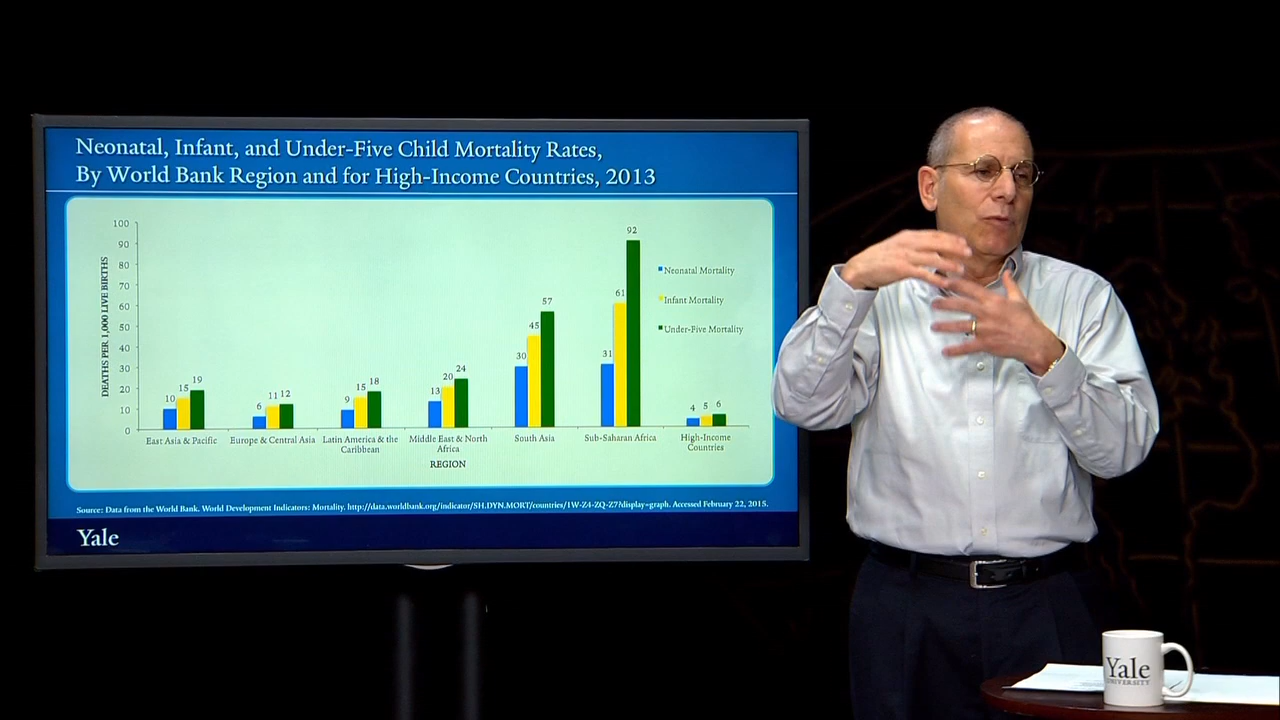 Neonatal, Infant, and Under-Five Child Mortality Rates,
By World Bank Region and for High-Income Countries, 2013
DEATHS PER 1,000 LIVE BIRTHS
100
90
80
70
60
50
40
30
20
10
0
10 15 19
6 11 12
9 15 18
13 20 24
30 45 57
31 61 92
4 5 6
Neonatal Mortality
Infant Mortality
Under-Five Mortality
East Asia & Pacific
Europe & Central Asia
Latin America & the
Caribbean
Middle East & North
Africa
South Asia
Sub-Saharan Africa
High-Income
Countries
REGION
Source: Data from the World Bank. World Development Indicators: Mortality. http://data.worldbank.org/indicator/SH.DYN.MORT/countries/1W-Z4-ZQ-Z7?display=graph. Accessed February 22, 2015.
Yale
Yale
UNIVERSITY